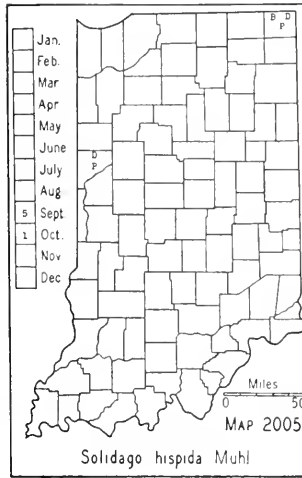 Jan.
Feb.
Mar
Apr
May
June
July
Aug
5 Sept.
1 Oct.
Nov
Dec
B D
P
D
P
Miles
0 50
MAP 2005
Solidago hispida Muhl